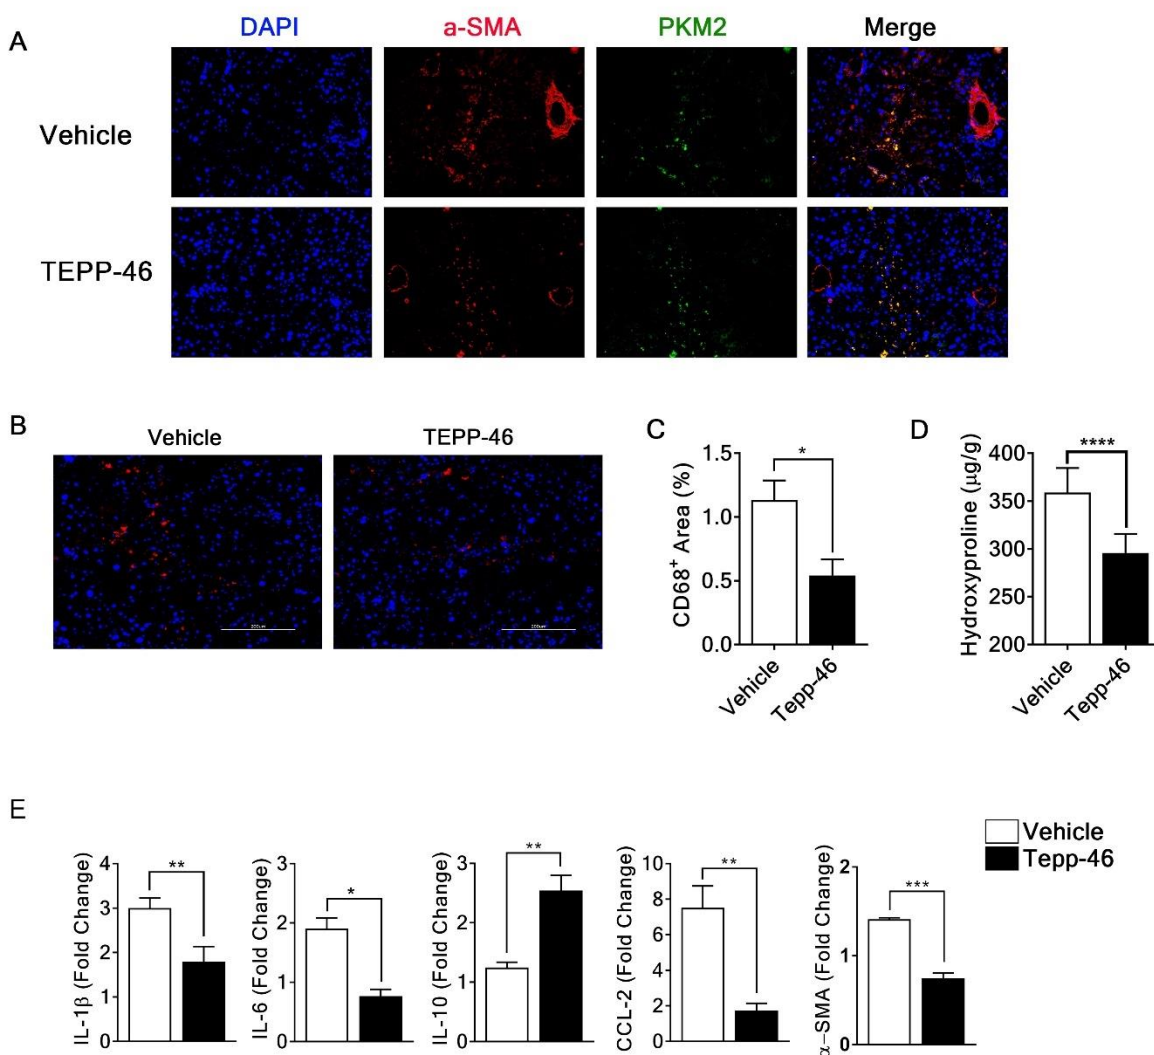 A
DAPI
a-SMA
PKM2
Merge
Vehicle
TEPP-46
B
Vehicle
TEPP-46
200um
200um
C
CD68+ Area (%)
1.5
1.0
0.5
0.0
*
Vehicle
Tepp-46
D
Hydroxyproline (µg/g)
400
350
300
250
200
****
Vehicle
Tepp-46
E
Vehicle
Tepp-46
IL-1β (Fold Change)
4
3
2
1
0
**
IL-6 (Fold Change)
3
2
1
0
*
IL-10 (Fold Change)
3
2
1
0
**
CCL-2 (Fold Change)
10
8
6
4
2
0
**
α-SMA (Fold Change)
2
1
0
***